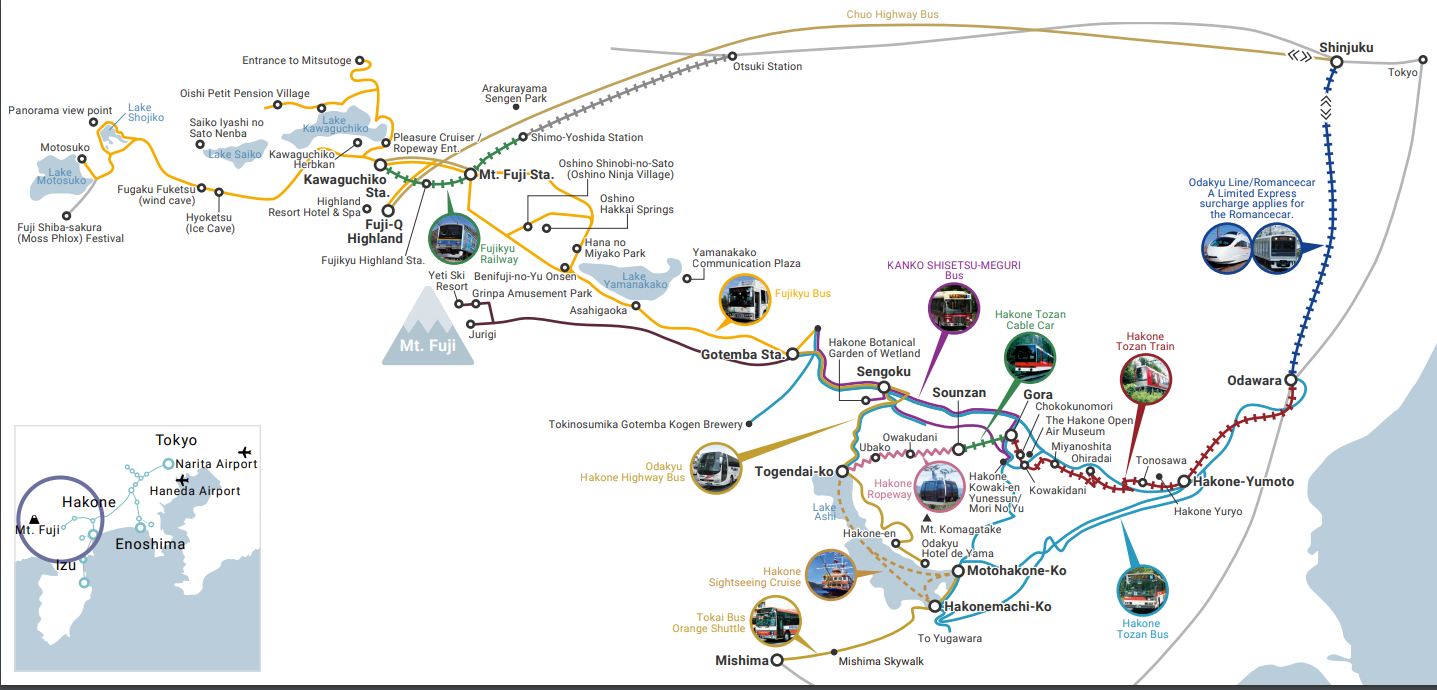 Chuo Highway Bus
Shinjuku
Tokyo
Otsuki Station
Entrance to Mitsutoge
Oishi Petit Pension Village
Arakurayama
Sengen Park
Panorama view point
Lake
Shojiko
Saiko Iyashi no
Sato Nenba
Lake
Kawaguchiko
Pleasure Cruiser /
Ropeway Ent.
Shimo-Yoshida Station
Motosuko
Lake Saiko
Kawaguchiko
Herbkan
Lake
Motosuko
Kawaguchiko
Sta.
Mt. Fuji Sta.
Oshino Shinobi-no-Sato
(Oshino Ninja Village)
Fugaku Fuketsu
(wind cave)
Hyoketsu
(Ice Cave)
Highland
Resort Hotel & Spa
Fuji-Q
Highland
Oshino
Hakkai Springs
Fuji Shiba-sakura
(Moss Phlox) Festival
Fujikyu Highland Sta.
Fujikyu
Railway
Hana no
Miyako Park
Yamanakako
Communication Plaza
Yeti Ski
Resort
Benifuji-no-Yu Onsen
Lake
Yamanakako
Grinpa Amusement Park
Asahigaoka
Fujikyu Bus
Jurigi
Mt. Fuji
Odakyu Line/Romancecar
A Limited Express
surcharge applies for
the Romancecar.
KANKO SHISETSU-MEGURI
Bus
Hakone Tozan
Cable Car
Hakone
Tozan Train
Gotemba Sta.
Hakone Botanical
Garden of Wetland
Sengoku
Sounzan
Gora
Odawara
Chokokunomori
The Hakone Open
Air Museum
Tokinosumika Gotemba Kogen Brewery
Miyanoshita
Ohiradai
Owakudani
Ubako
Tonosawa
Odakyu
Hakone Highway Bus
Togendai-ko
Hakone
Ropeway
Hakone
Kowaki-en
Yunessun/
Mori No Yu
Kowakidani
Hakone-Yumoto
Hakone Yuryo
Lake
Ashi
Mt. Komagatake
Hakone-en
Odakyu
Hotel de Yama
Hakone
Sightseeing Cruise
Motohakone-Ko
Hakonemachi-Ko
Tokai Bus
Orange Shuttle
To Yugawara
Hakone
Tozan Bus
Mishima
Mishima Skywalk
Tokyo
Narita Airport
Haneda Airport
Hakone
Mt. Fuji
Enoshima
Izu